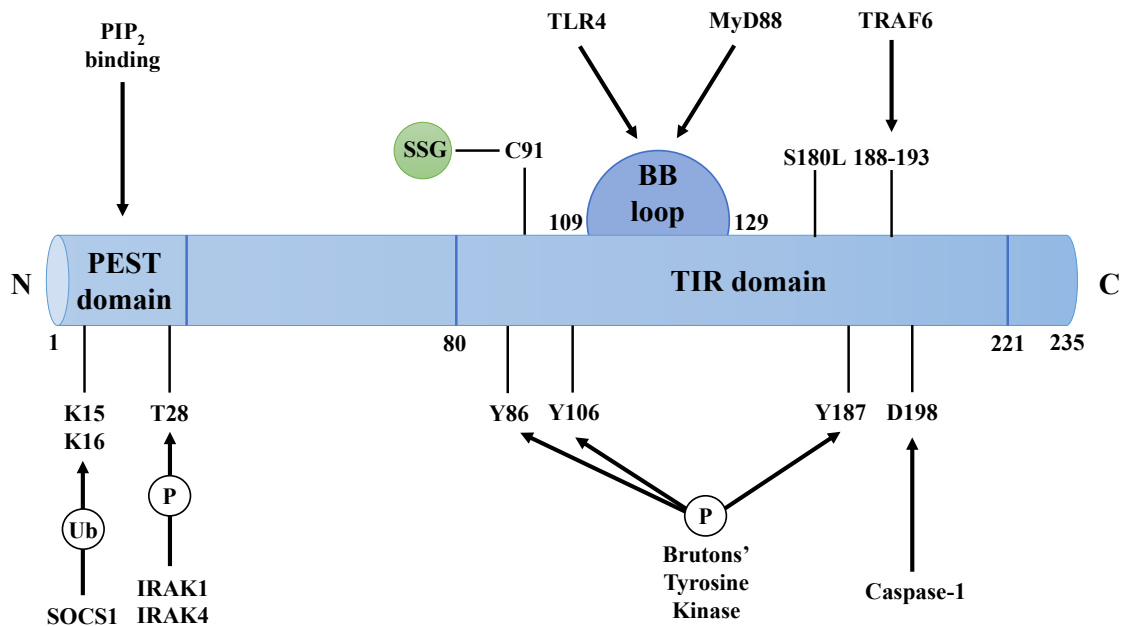 PIP₂
binding
TLR4
MyD88
TRAF6
SSG
C91
S180L 188-193
BB
loop
109
129
N
PEST
domain
TIR domain
C
1
80
221
235
K15
K16
T28
Y86
Y106
Y187
D198
P
Ub
P
Brutons’
Tyrosine
Kinase
SOCS1
IRAK1
IRAK4
Caspase-1